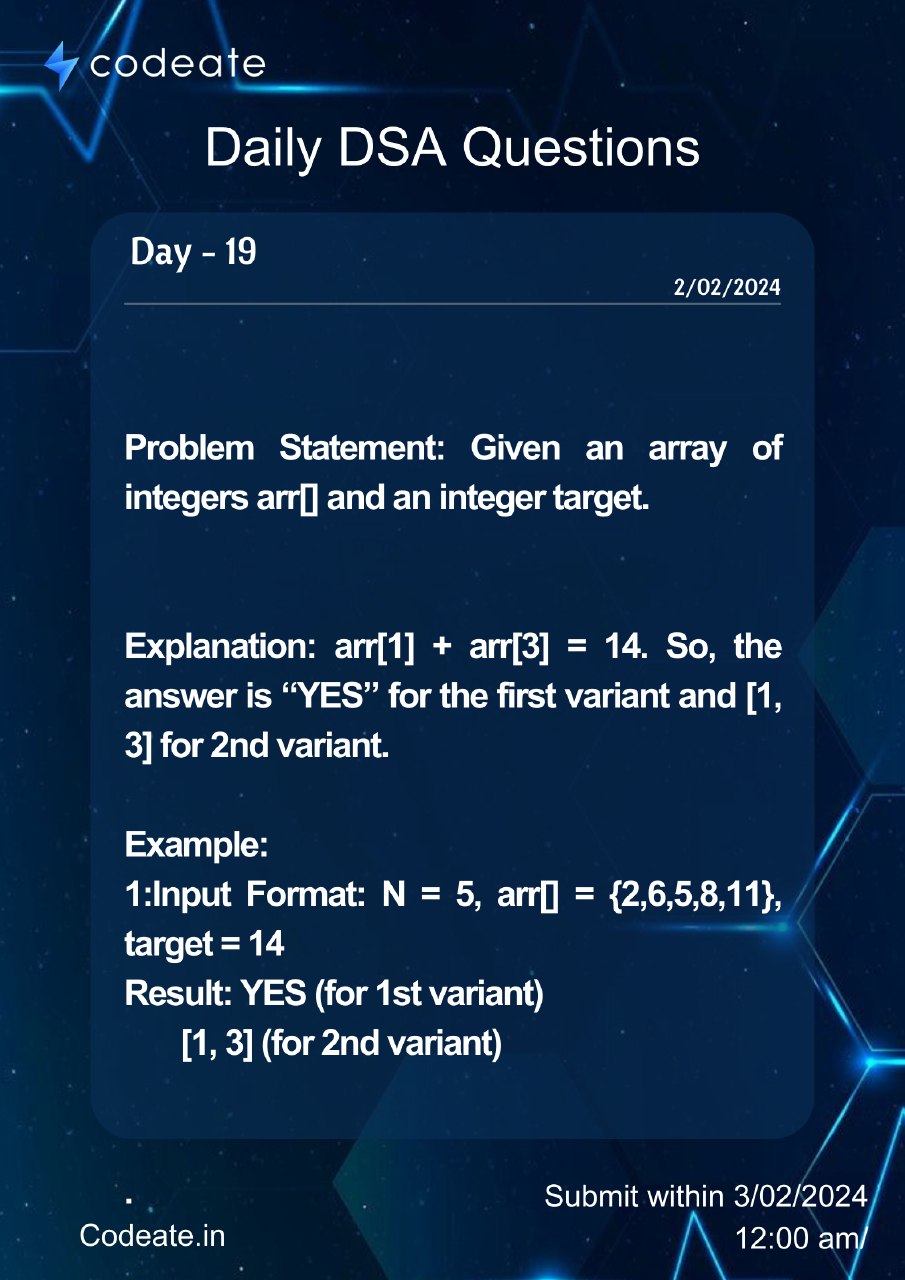 codeate
Daily DSA Questions
Day - 19
2/02/2024
Problem Statement: Given an array of
integers arr[] and an integer target.
Explanation: arr[1] + arr[3] = 14. So, the
answer is “YES” for the first variant and [1,
3] for 2nd variant.
Example:
1:Input Format: N = 5, arr[] = {2,6,5,8,11},
target = 14
Result: YES (for 1st variant)
[1, 3] (for 2nd variant)
.
Codeate.in
Submit within 3/02/2024
12:00 am/